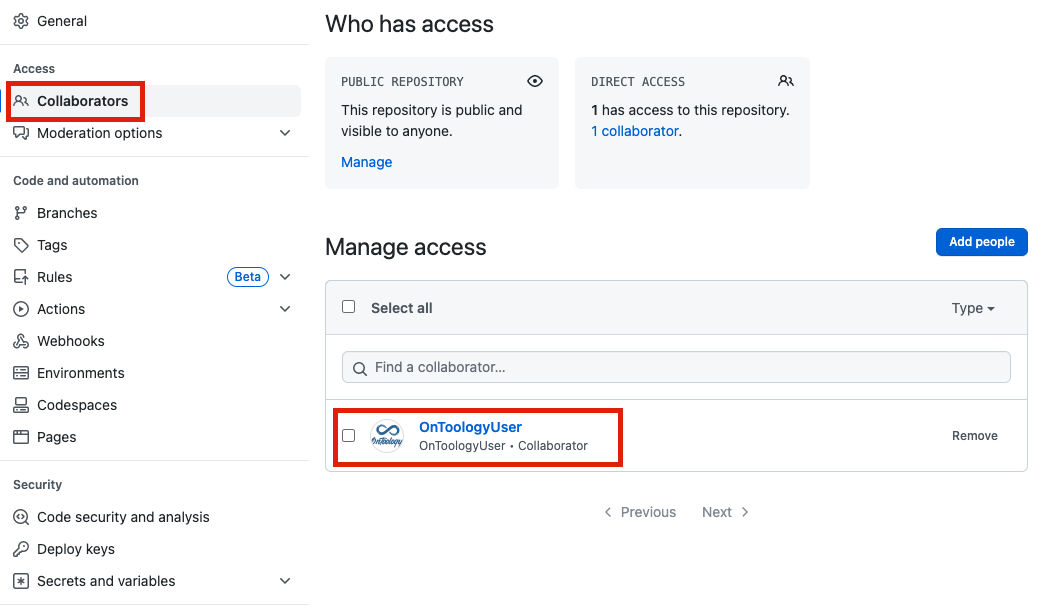 General
Access
Collaborators
Moderation options
Code and automation
Branches
Tags
Rules Beta
Actions
Webhooks
Environments
Codespaces
Pages
Security
Code security and analysis
Deploy keys
Secrets and variables
Who has access
PUBLIC REPOSITORY
This repository is public and
visible to anyone.
Manage
DIRECT ACCESS
1 has access to this repository.
1 collaborator.
Manage access
Add people
Select all
Type
Find a collaborator...
OnToology
OnToologyUser
OnToologyUser • Collaborator
Remove
Previous Next